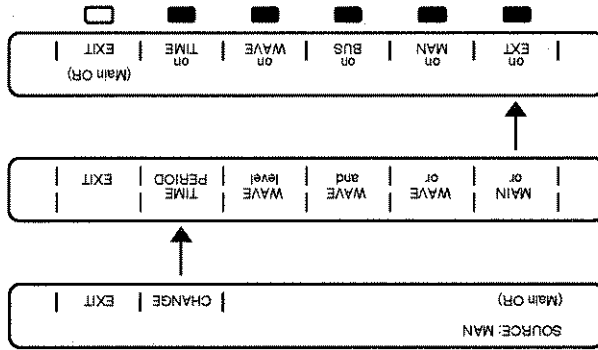 SOURCE: MAN
(Main OR) | CHANGE | EXIT |
MAIN | WAVE | WAVE | WAVE | TIME |
or | or | and | level | PERIOD | EXIT |
(Main OR)
on | on | on | on | on
EXT | MAN | BUS | WAVE | TIME | EXIT |